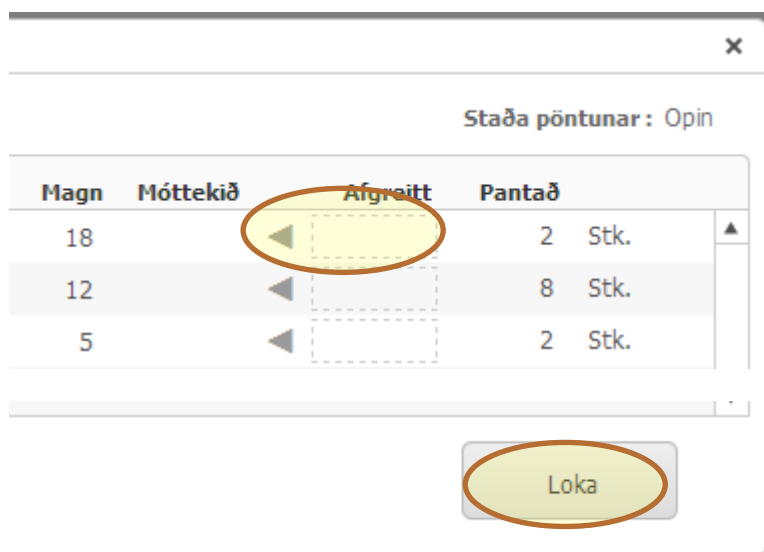 ×
Staða pöntunar: Opin
Magn Móttekið Afgreitt Pantað
18 2 Stk.
12 8 Stk.
5 2 Stk.
Loka